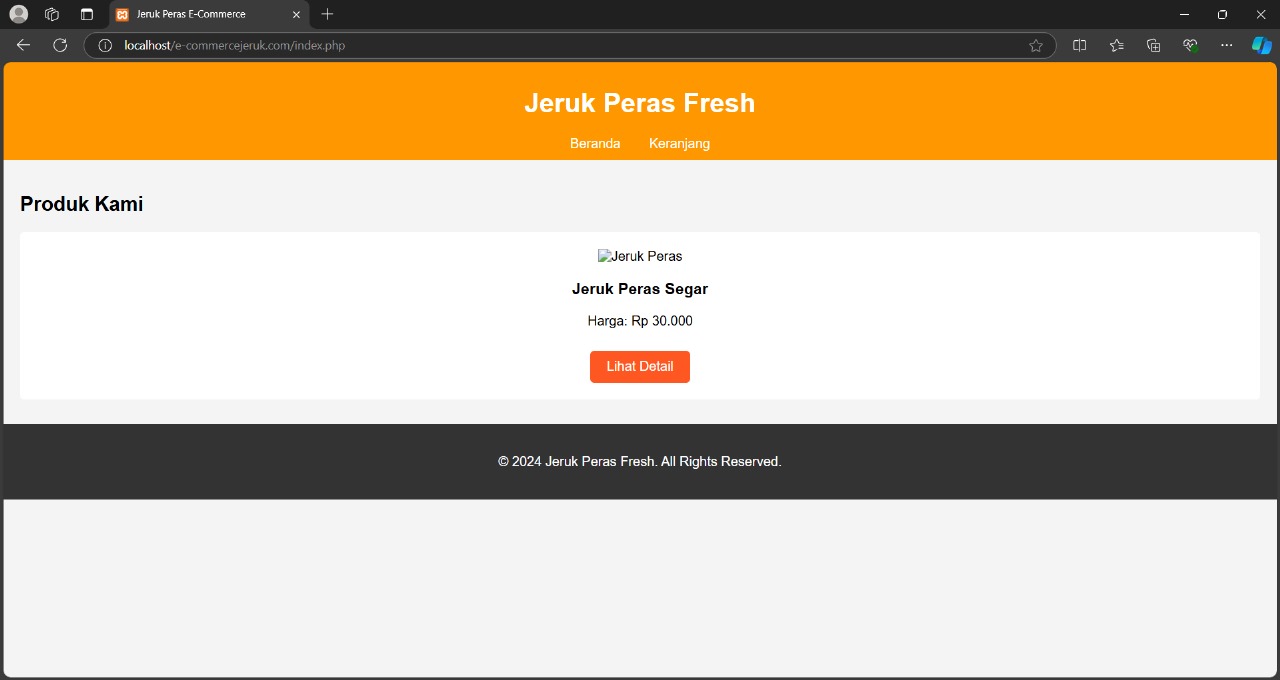 Jeruk Peras E-Commerce
localhost/e-commercejeruk.com/index.php
Jeruk Peras Fresh
Beranda Keranjang
Produk Kami
Jeruk Peras
Jeruk Peras Segar
Harga: Rp 30.000
Lihat Detail
© 2024 Jeruk Peras Fresh. All Rights Reserved.